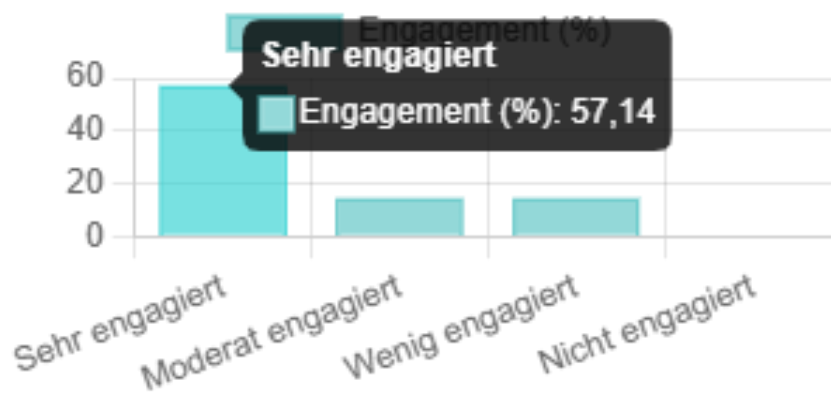 Engagement (%)
Sehr engagiert
Engagement (%): 57,14
60
40
20
0
Sehr engagiert
Moderat engagiert
Wenig engagiert
Nicht engagiert